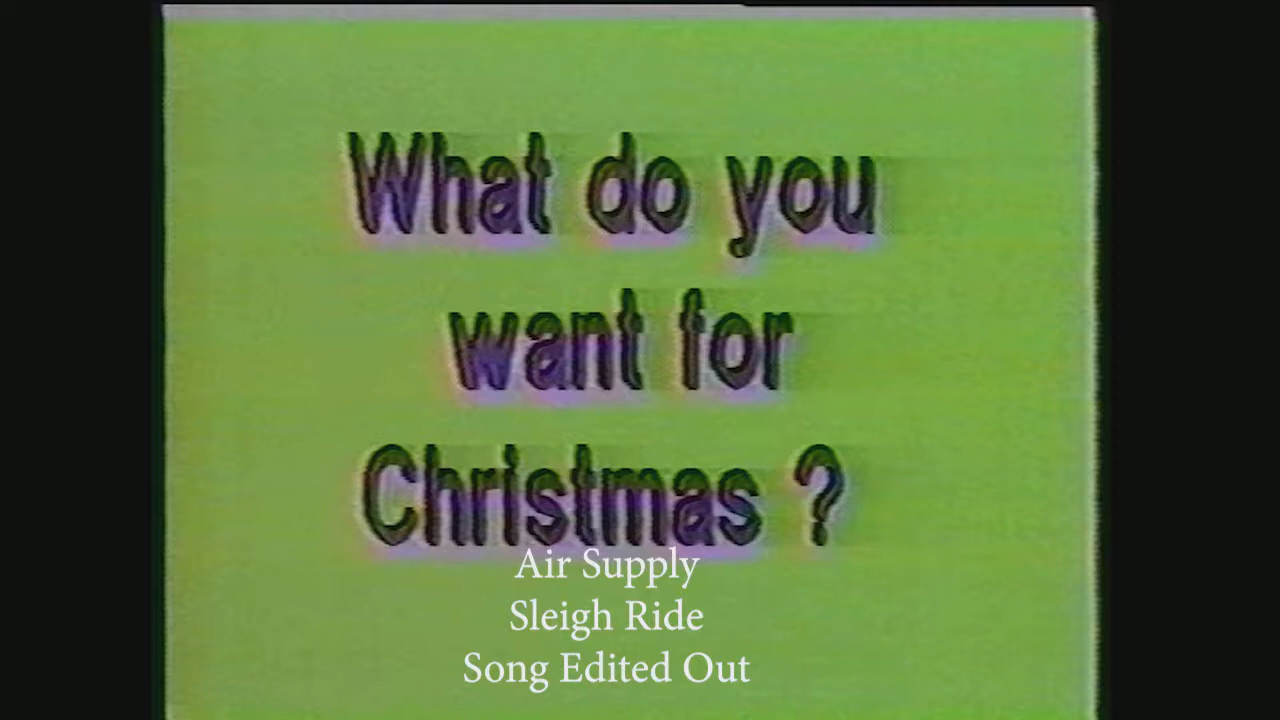 What do you
want for
Christmas ?
Air Supply
Sleigh Ride
Song Edited Out